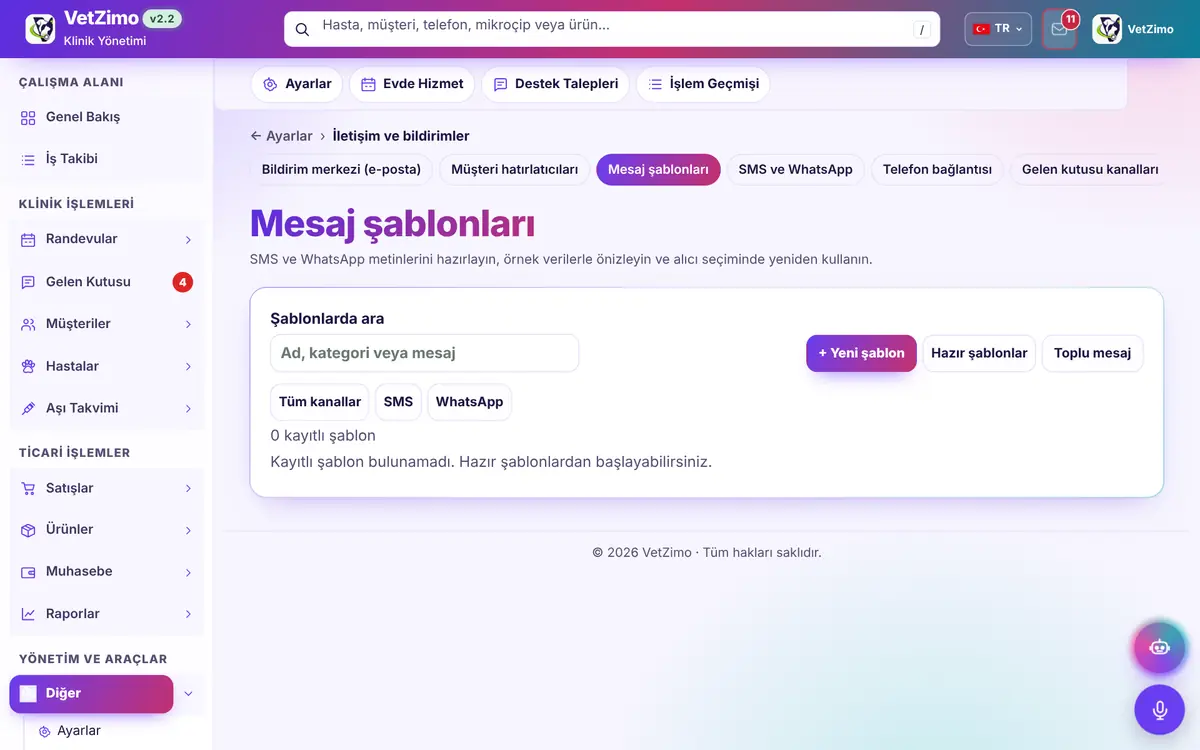 VetZimo v2.2
Klinik Yönetimi
Hasta, müşteri, telefon, mikroçip veya ürün...
/
TR
11
VetZimo
ÇALIŞMA ALANI
Genel Bakış
İş Takibi
KLİNİK İŞLEMLERİ
Randevular
Gelen Kutusu
4
Müşteriler
Hastalar
Aşı Takvimi
TİCARİ İŞLEMLER
Satışlar
Ürünler
Muhasebe
Raporlar
YÖNETİM VE ARAÇLAR
Diğer
Ayarlar
Ayarlar
Evde Hizmet
Destek Talepleri
İşlem Geçmişi
← Ayarlar › İletişim ve bildirimler
Bildirim merkezi (e-posta)
Müşteri hatırlatıcıları
Mesaj şablonları
SMS ve WhatsApp
Telefon bağlantısı
Gelen kutusu kanalları
Mesaj şablonları
SMS ve WhatsApp metinlerini hazırlayın, örnek verilerle önizleyin ve alıcı seçiminde yeniden kullanın.
Şablonlarda ara
Ad, kategori veya mesaj
+ Yeni şablon
Hazır şablonlar
Toplu mesaj
Tüm kanallar
SMS
WhatsApp
0 kayıtlı şablon
Kayıtlı şablon bulunamadı. Hazır şablonlardan başlayabilirsiniz.
© 2026 VetZimo · Tüm hakları saklıdır.